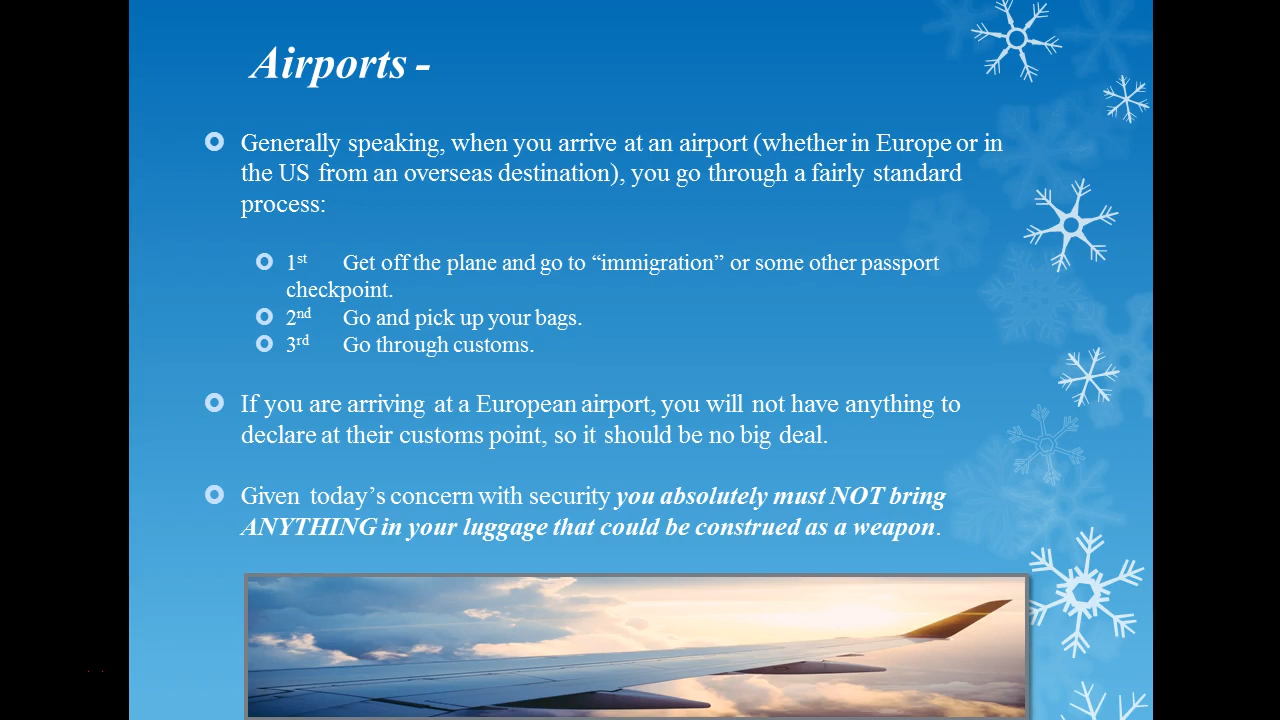 Airports -
Generally speaking, when you arrive at an airport (whether in Europe or in
the US from an overseas destination), you go through a fairly standard
process:
1st Get off the plane and go to “immigration” or some other passport
checkpoint.
2nd Go and pick up your bags.
3rd Go through customs.
If you are arriving at a European airport, you will not have anything to
declare at their customs point, so it should be no big deal.
Given today’s concern with security you absolutely must NOT bring
ANYTHING in your luggage that could be construed as a weapon.